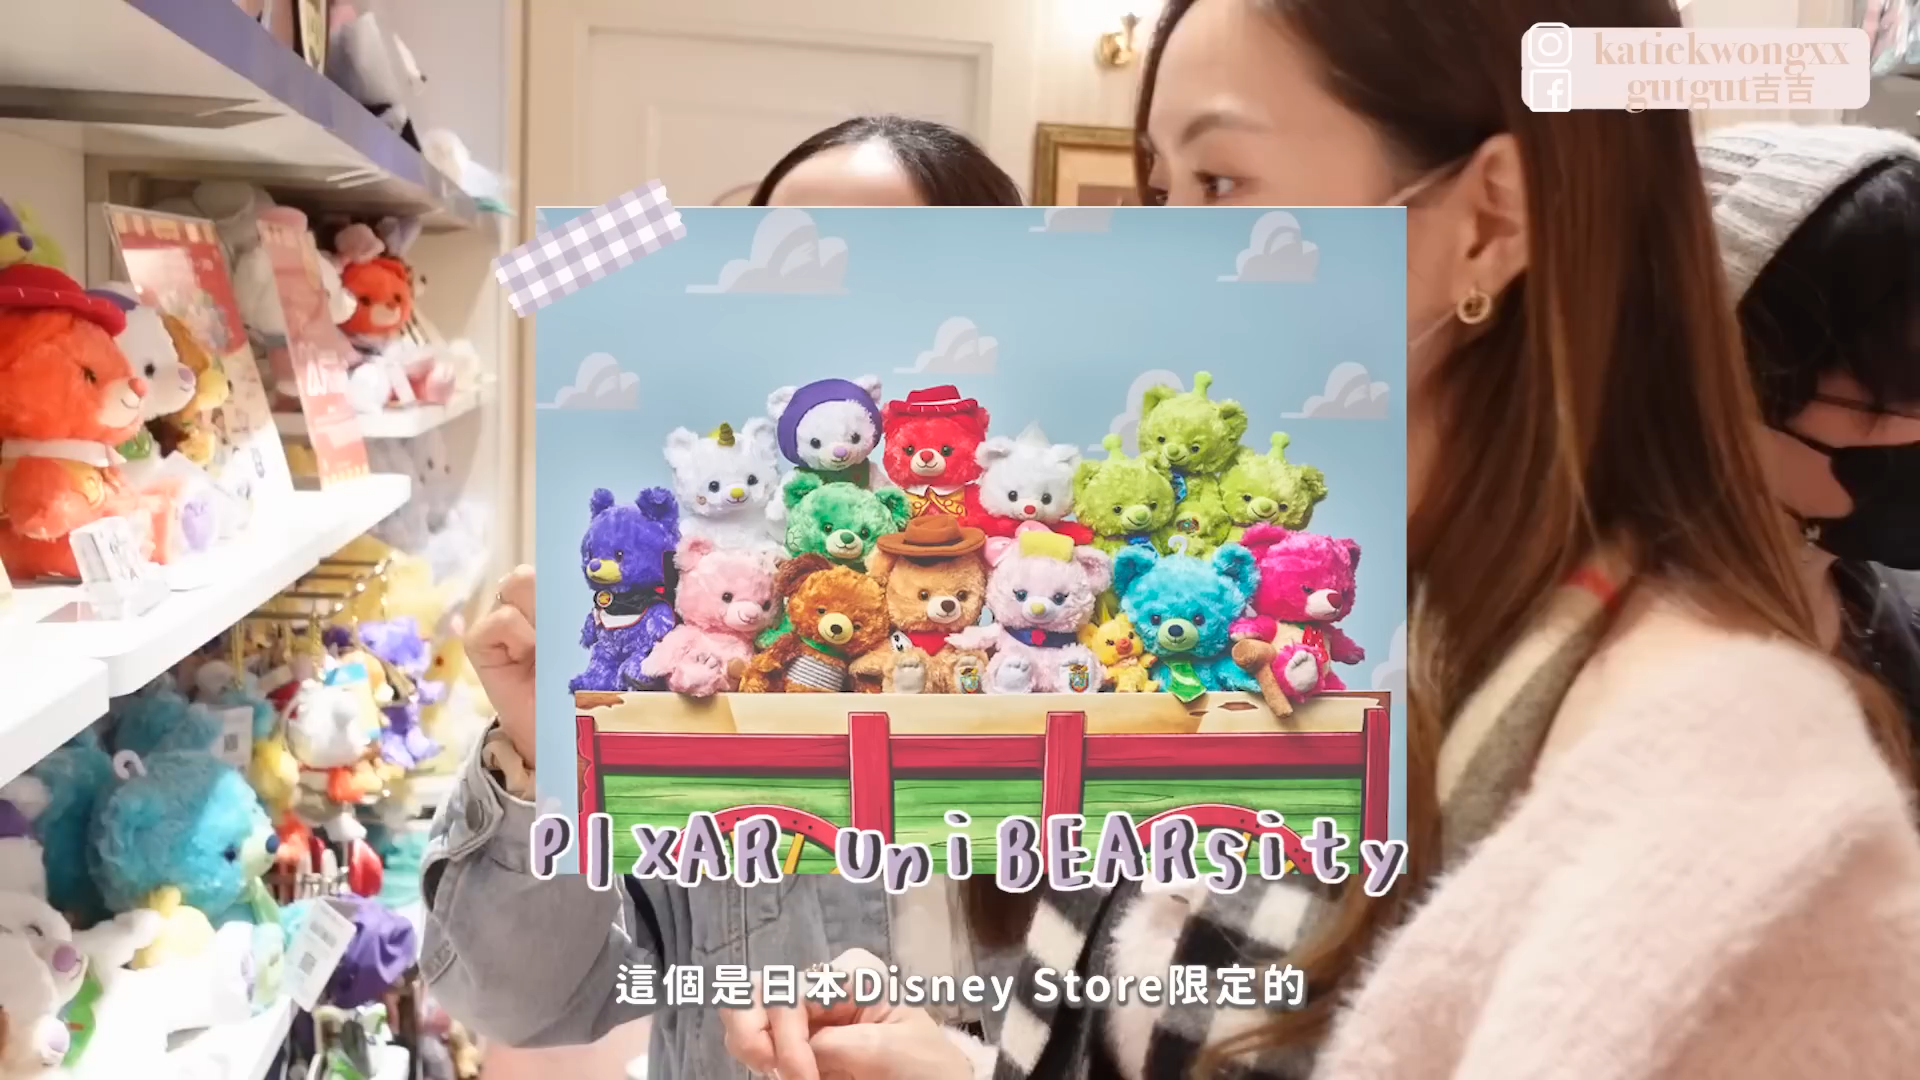 katiekwongxx
gutgut吉吉
PIXAR UniBEARsity
這個是日本Disney Store限定的